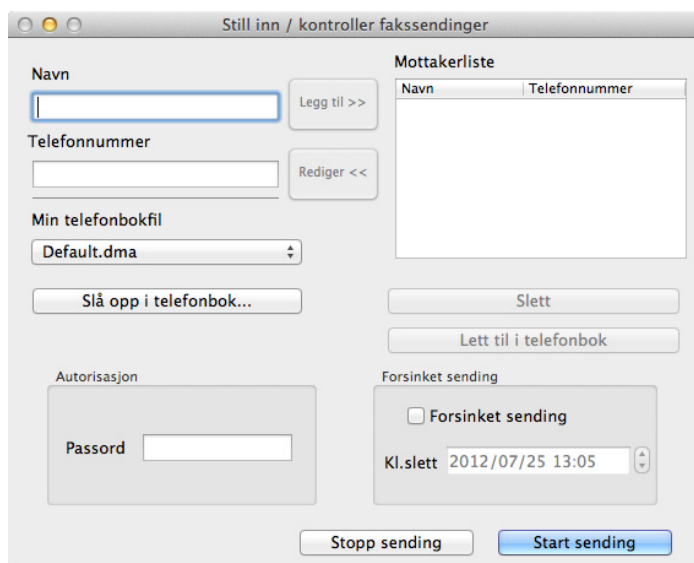 Still inn / kontroller fakssendinger
Navn
Legg til >>
Telefonnummer
Rediger <<
Min telefonbokfil
Default.dma
Slå opp i telefonbok...
Mottakerliste
Navn Telefonnummer
Slett
Lett til i telefonbok
Autorisasjon
Passord
Forsinket sending
Forsinket sending
Kl.slett 2012/07/25 13:05
Stopp sending Start sending